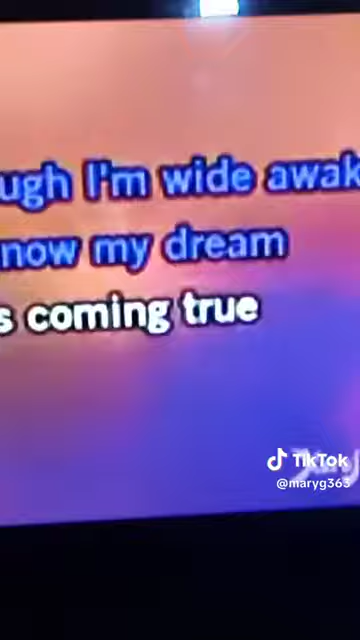 ugh I'm wide awak
now my dream
s coming true
TikTok
@maryg363